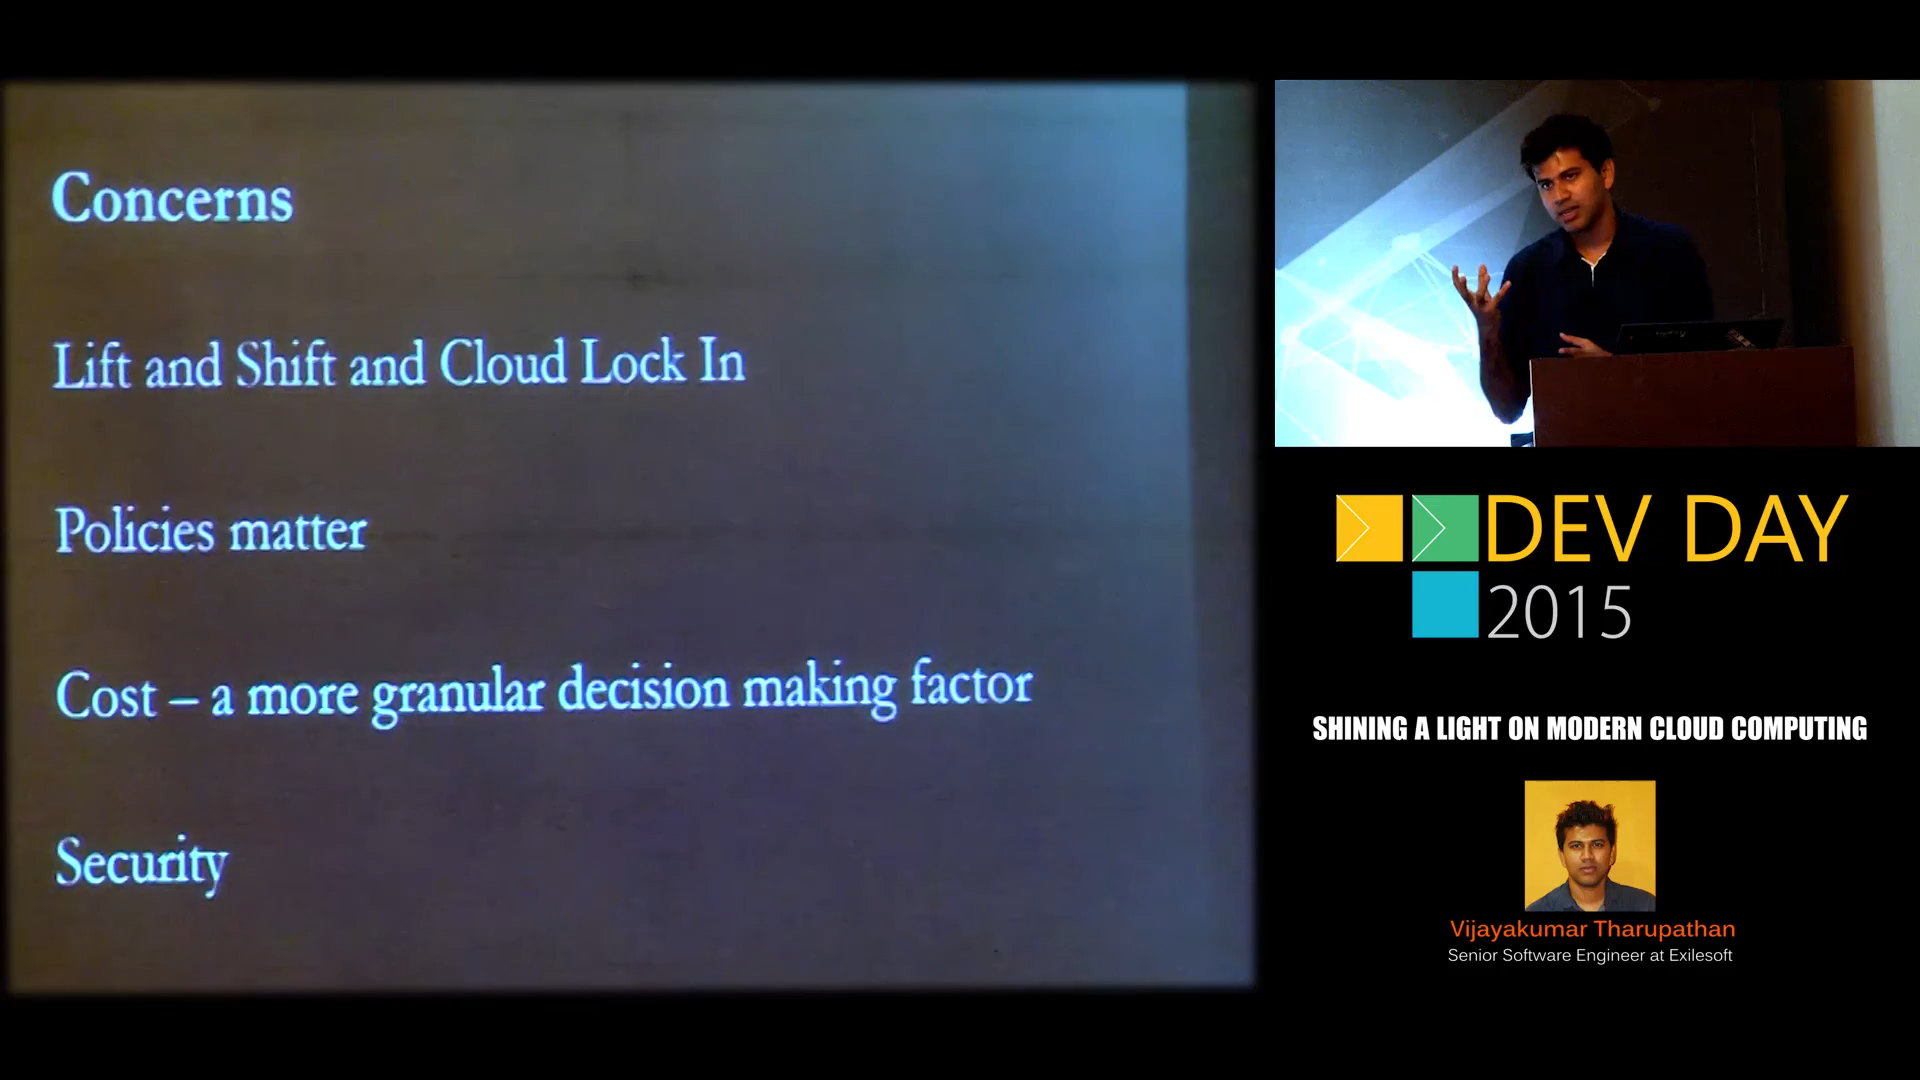 Concerns
Lift and Shift and Cloud Lock In
Policies matter
Cost – a more granular decision making factor
Security
DEV DAY
2015
SHINING A LIGHT ON MODERN CLOUD COMPUTING
Vijayakumar Tharupathan
Senior Software Engineer at Exilesoft